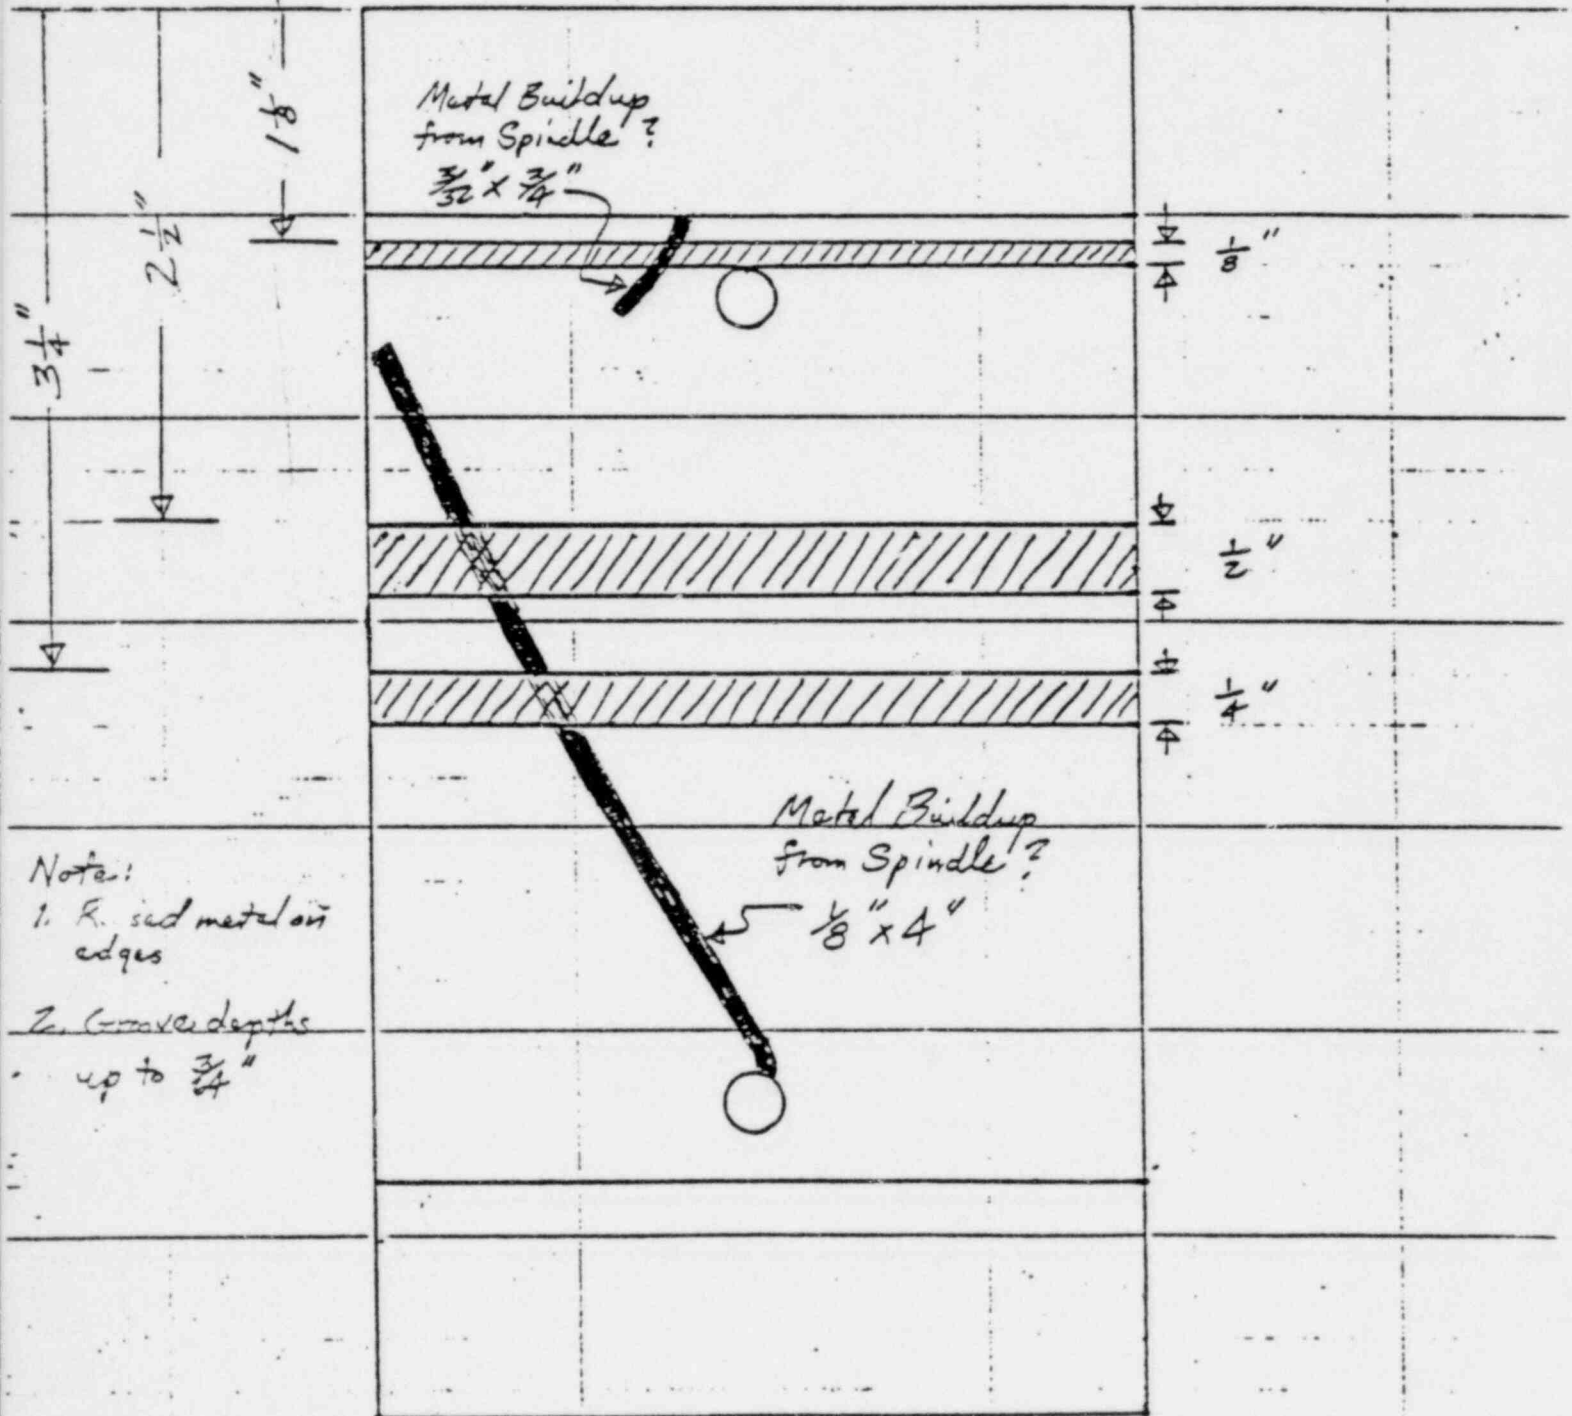 1 1/8"
2 1/2"
3 1/4"
Metal Buildup
from Spindle ?
3/32" x 3/4"
1/8"
1/2"
1/4"
Metal Buildup
from Spindle ?
1/8" x 4"
Note:
1. metal on
edges
2. Groove depths
up to 3/4"